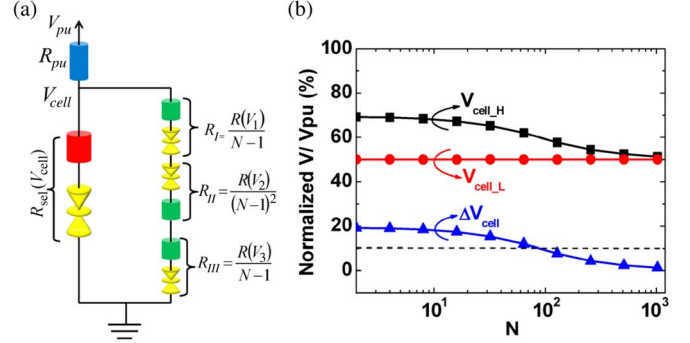 (a)
V_pu
R_pu
V_cell
R_sel(V_cell)
R_I = R(V_1) / N−1
R_II = R(V_2) / (N−1)^2
R_III = R(V_3) / N−1
(b)
Normalized V/ Vpu (%)
100
80
60
40
20
0
V_cell_H
V_cell_L
ΔV_cell
10^1
10^2
10^3
N